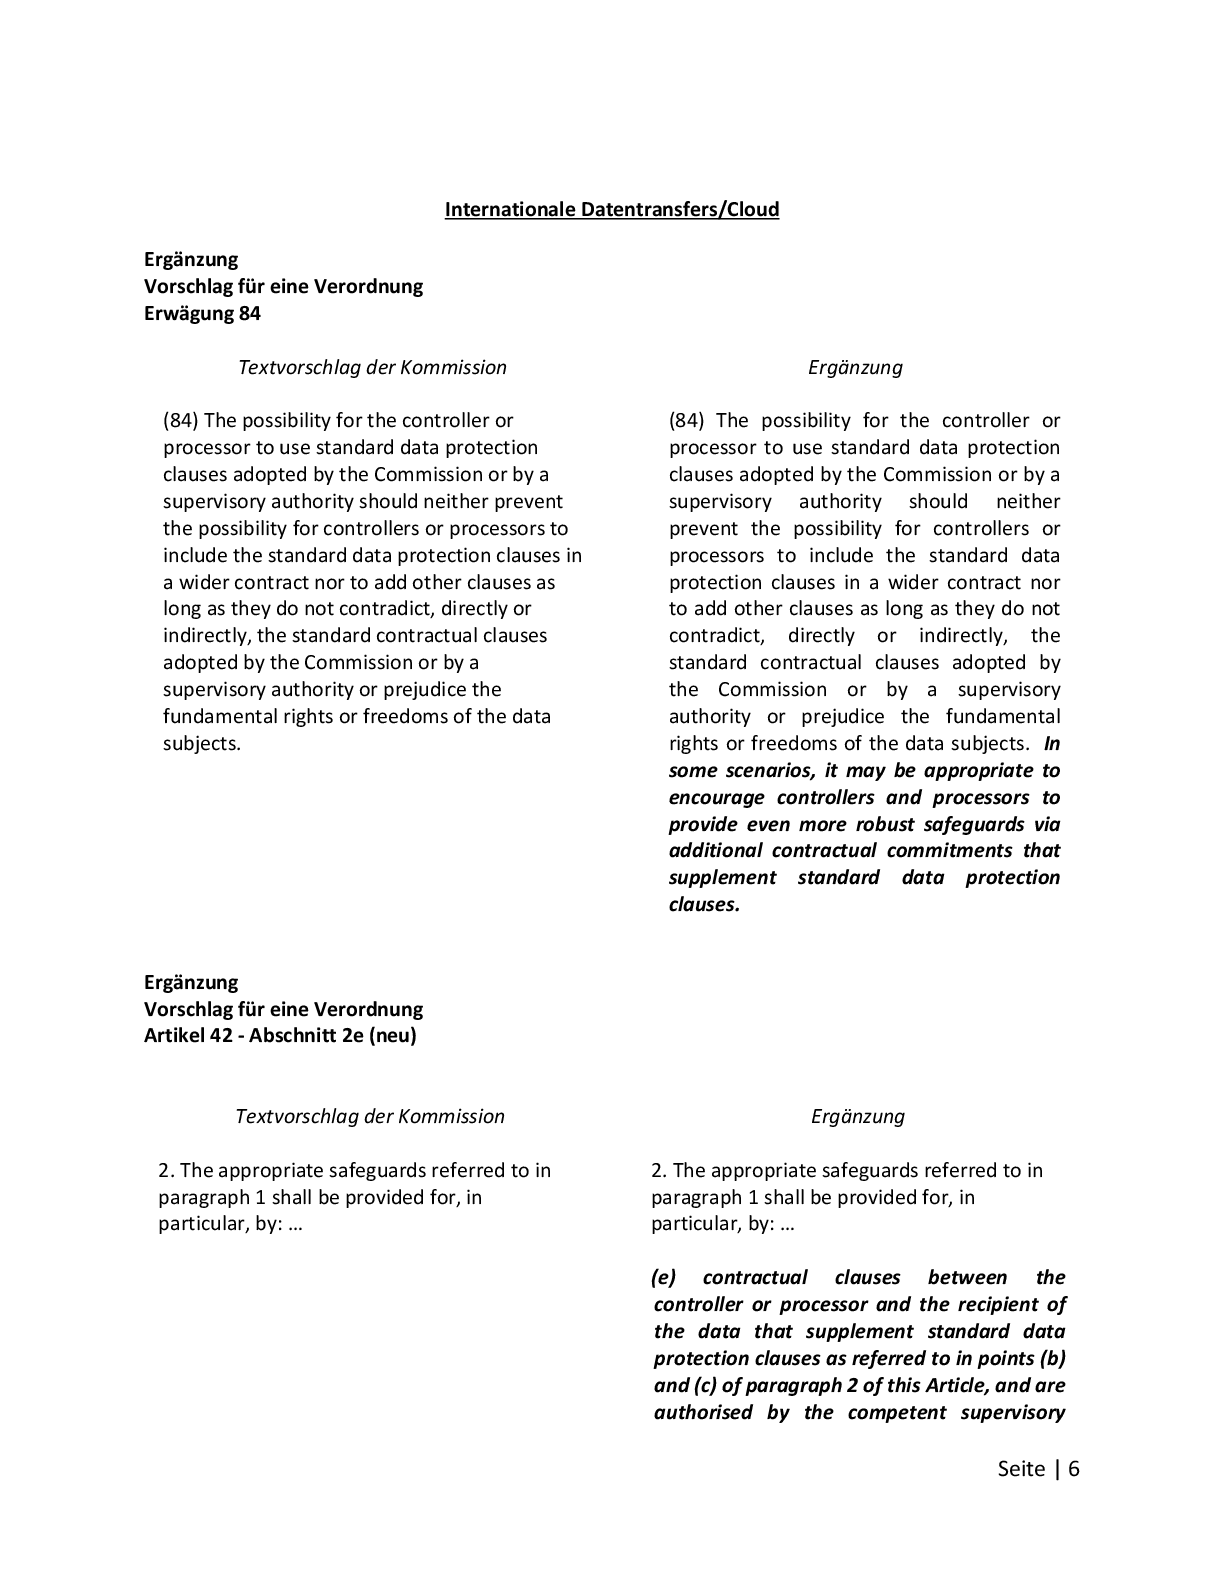 Internationale Datentransfers/Cloud
Ergänzung
Vorschlag für eine Verordnung
Erwägung 84
Textvorschlag der Kommission
(84) The possibility for the controller or
processor to use standard data protection
clauses adopted by the Commission or by a
supervisory authority should neither prevent
the possibility for controllers or processors to
include the standard data protection clauses in
a wider contract nor to add other clauses as
long as they do not contradict, directly or
indirectly, the standard contractual clauses
adopted by the Commission or by a
supervisory authority or prejudice the
fundamental rights or freedoms of the data
subjects.
Ergänzung
(84) The possibility for the controller or
processor to use standard data protection
clauses adopted by the Commission or by a
supervisory authority should neither
prevent the possibility for controllers or
processors to include the standard data
protection clauses in a wider contract nor
to add other clauses as long as they do not
contradict, directly or indirectly, the
standard contractual clauses adopted by
the Commission or by a supervisory
authority or prejudice the fundamental
rights or freedoms of the data subjects. In
some scenarios, it may be appropriate to
encourage controllers and processors to
provide even more robust safeguards via
additional contractual commitments that
supplement standard data protection
clauses.
Ergänzung
Vorschlag für eine Verordnung
Artikel 42 - Abschnitt 2e (neu)
Textvorschlag der Kommission
2. The appropriate safeguards referred to in
paragraph 1 shall be provided for, in
particular, by: …
Ergänzung
2. The appropriate safeguards referred to in
paragraph 1 shall be provided for, in
particular, by: …
(e) contractual clauses between the
controller or processor and the recipient of
the data that supplement standard data
protection clauses as referred to in points (b)
and (c) of paragraph 2 of this Article, and are
authorised by the competent supervisory
Seite | 6